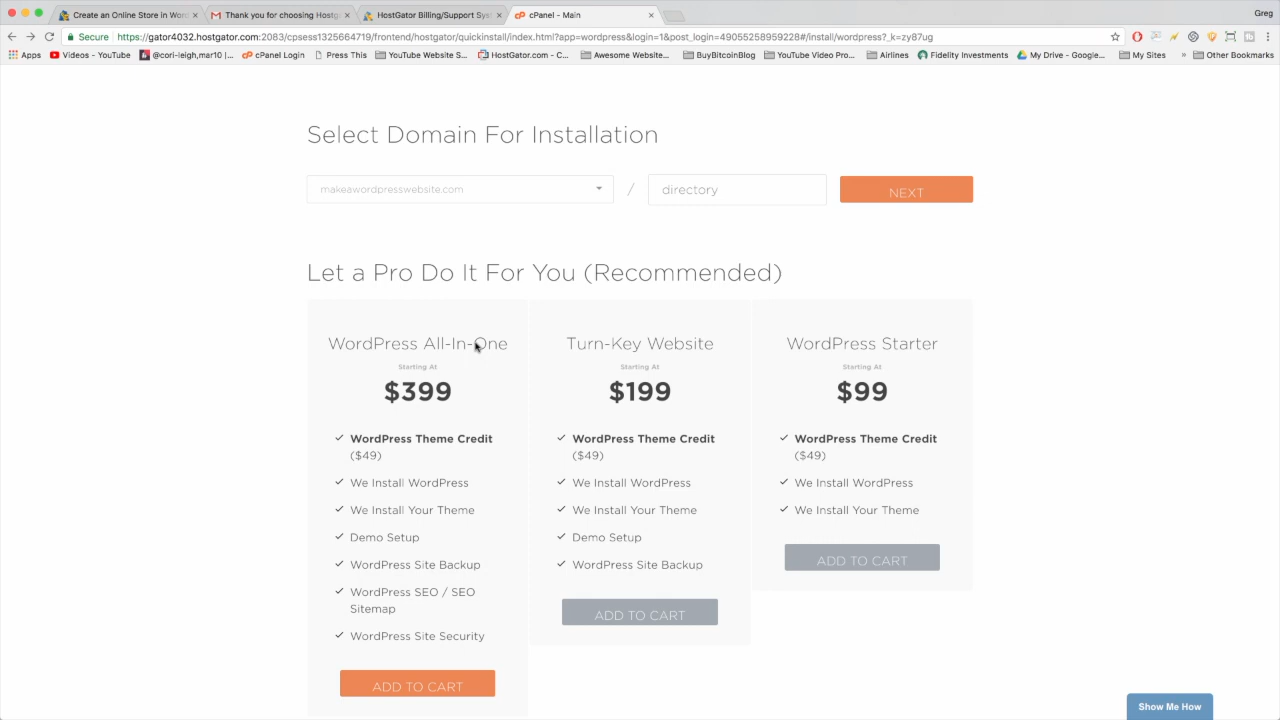 Create an Online Store in Wor
Thank you for choosing Hostg
HostGator Billing/Support Sys
cPanel - Main
Greg
Secure
https://gator4032.hostgator.com:2083/cpsess1325664719/frontend/hostgator/quickinstall/index.html?app=wordpress&login=1&post_login=49055258959228#/install/wordpress?_k=zy87ug
Apps
Videos - YouTube
@cori-leigh,mar10 |...
cPanel Login
Press This
YouTube Website S...
HostGator.com - C...
Awesome Website...
BuyBitcoinBlog
YouTube Video Pro...
Airlines
Fidelity Investments
My Drive - Google...
My Sites
»
Other Bookmarks
Select Domain For Installation
makeawordpresswebsite.com
/
directory
NEXT
Let a Pro Do It For You (Recommended)
WordPress All-In-One
Starting At
$399
WordPress Theme Credit
($49)
We Install WordPress
We Install Your Theme
Demo Setup
WordPress Site Backup
WordPress SEO / SEO
Sitemap
WordPress Site Security
ADD TO CART
Turn-Key Website
Starting At
$199
WordPress Theme Credit
($49)
We Install WordPress
We Install Your Theme
Demo Setup
WordPress Site Backup
ADD TO CART
WordPress Starter
Starting At
$99
WordPress Theme Credit
($49)
We Install WordPress
We Install Your Theme
ADD TO CART
Show Me How